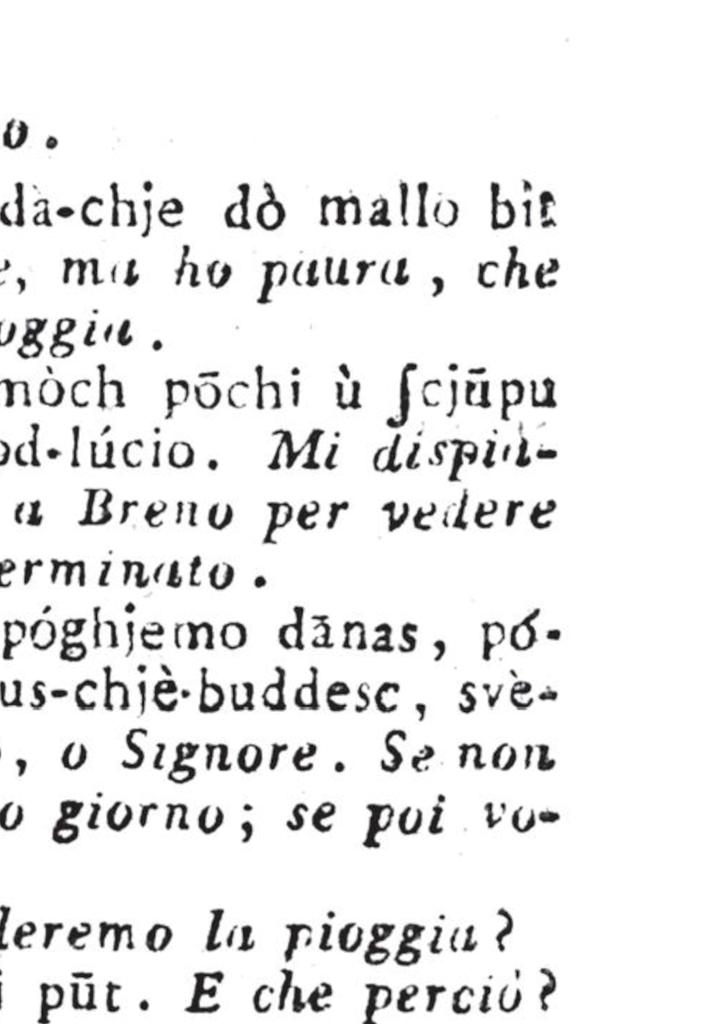 o.
dà-chje dò mallo bit
e, ma ho paura, che
oggia.
mòch pōchi ù ʃcjūpu
od-lúcio. Mi dispia-
a Breno per vedere
erminato.
póghjemo dānas, pó-
us-chjè-buddesc, svè-
, o Signore. Se non
o giorno; se poi vo-
deremo la pioggia?
i pūt. E che perciò?